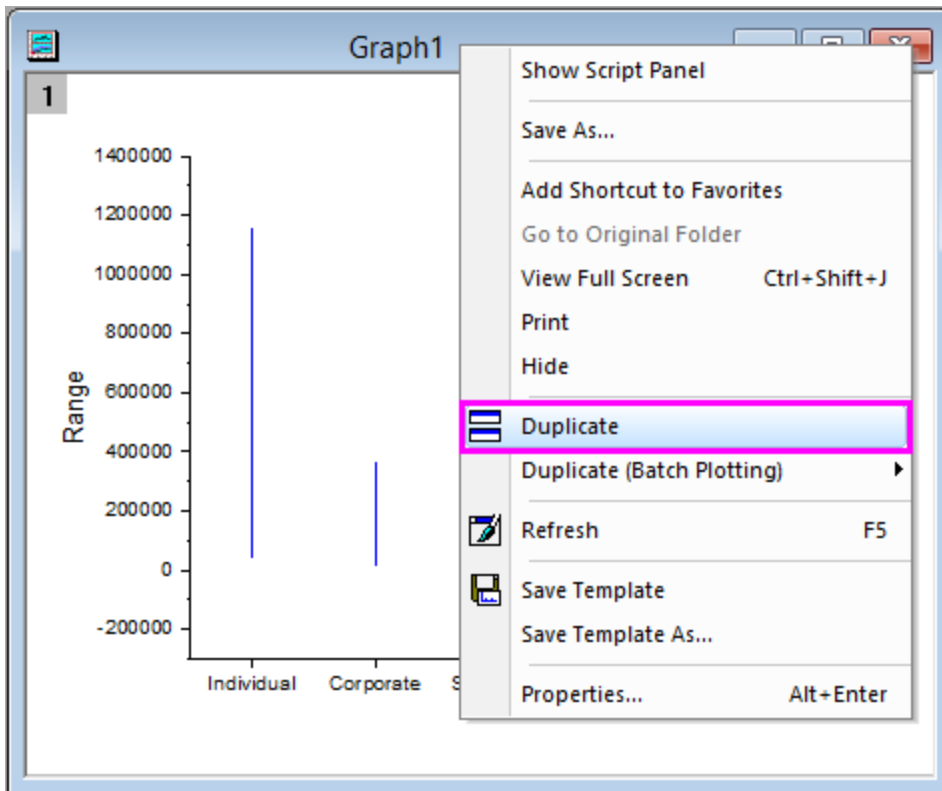 Graph1
1
1400000
1200000
1000000
800000
600000
400000
200000
0
-200000
Range
Individual Corporate S
Show Script Panel
Save As...
Add Shortcut to Favorites
Go to Original Folder
View Full Screen Ctrl+Shift+J
Print
Hide
Duplicate
Duplicate (Batch Plotting)
Refresh F5
Save Template
Save Template As...
Properties... Alt+Enter